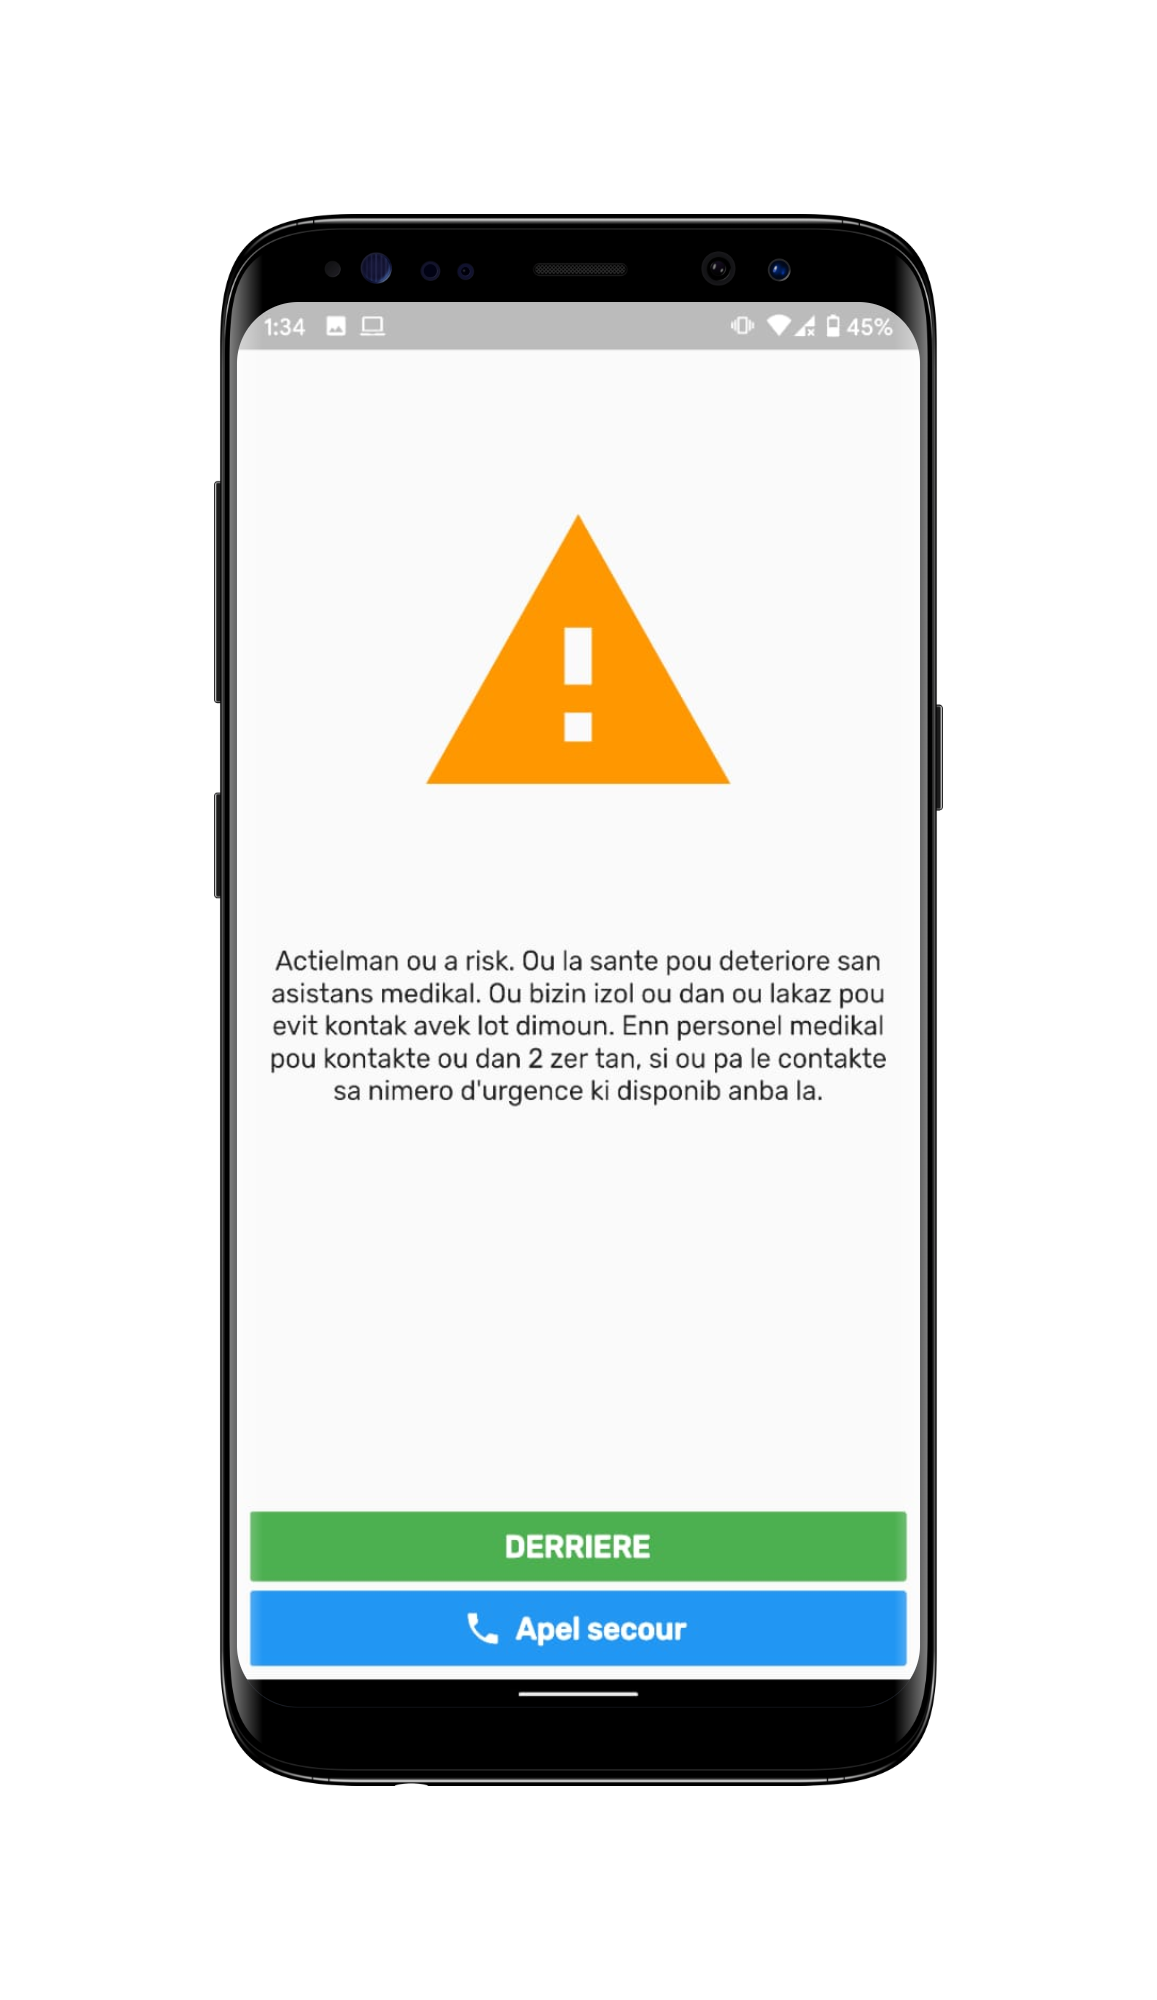 1:34 45%
Actielman ou a risk. Ou la sante pou deteriore san
asistans medikal. Ou bizin izol ou dan ou lakaz pou
evit kontak avek lot dimoun. Enn personel medikal
pou kontakte ou dan 2 zer tan, si ou pa le contakte
sa nimero d'urgence ki disponib anba la.
DERRIERE
Apel secour